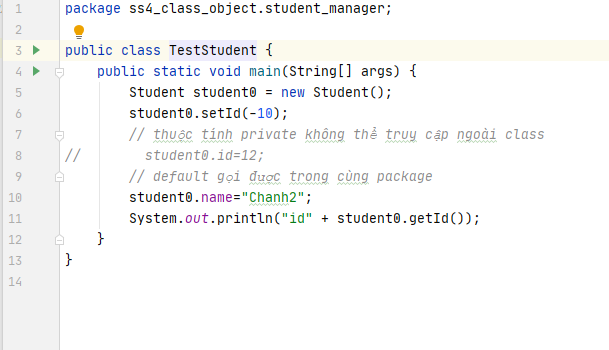 1 package ss4_class_object.student_manager;
2
3 public class TestStudent {
4 public static void main(String[] args) {
5 Student student0 = new Student();
6 student0.setId(-10);
7 // thuộc tính private không thể truy cập ngoài class
8 // student0.id=12;
9 // default gọi được trong cùng package
10 student0.name="Chanh2";
11 System.out.println("id" + student0.getId());
12 }
13 }
14